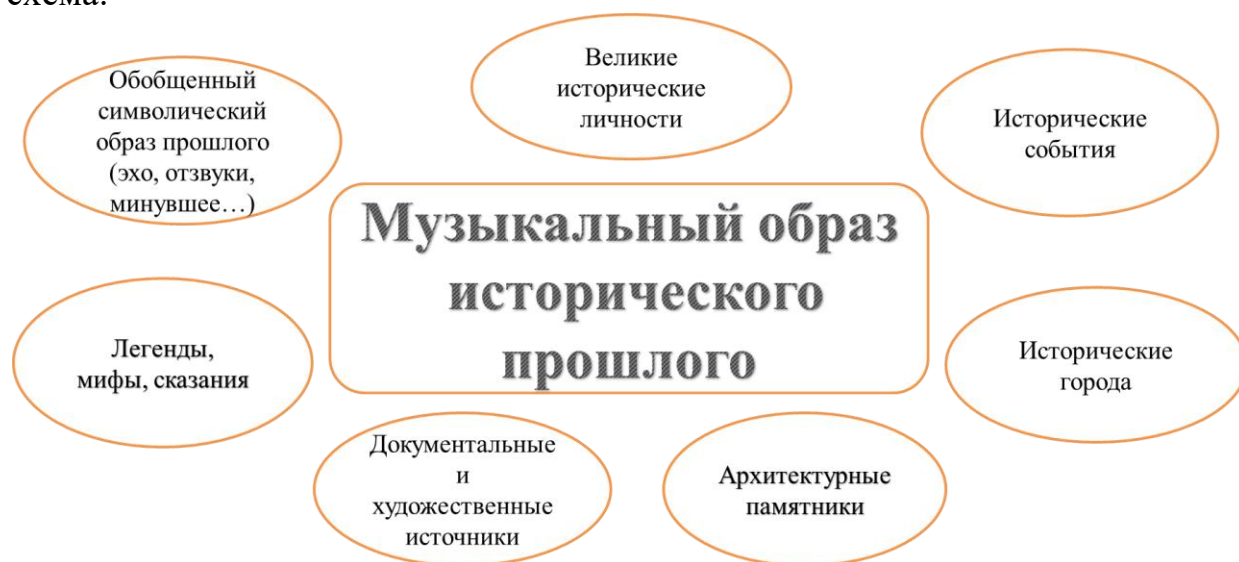 схема:
Великие
исторические
личности
Обобщенный
символический
образ прошлого
(эхо, отзвуки,
минувшее…)
Исторические
события
Музыкальный образ
исторического
прошлого
Легенды,
мифы, сказания
Исторические
города
Документальные
и
художественные
источники
Архитектурные
памятники